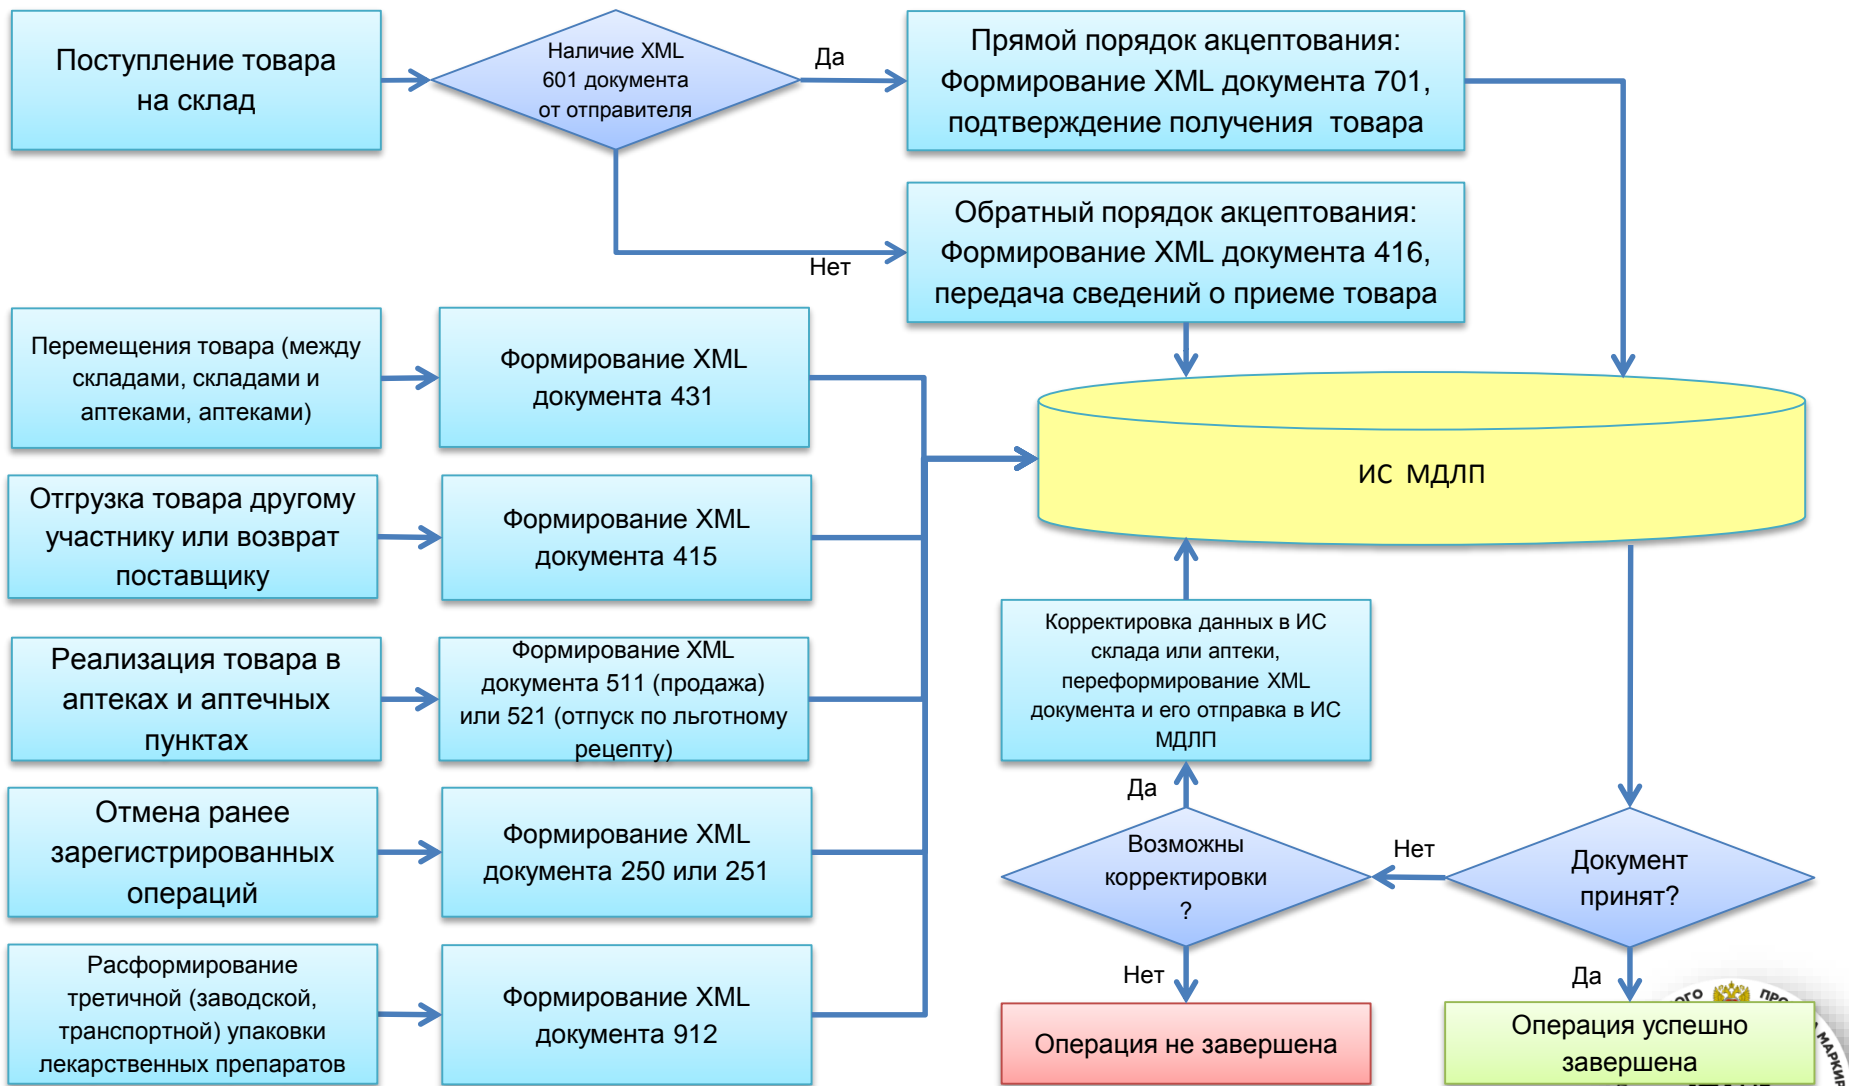 Поступление товара
на склад
Наличие XML
601 документа
от отправителя
Да
Прямой порядок акцептования:
Формирование XML документа 701,
подтверждение получения товара
Нет
Обратный порядок акцептования:
Формирование XML документа 416,
передача сведений о приеме товара
Перемещения товара (между
складами, складами и
аптеками, аптеками)
Формирование XML
документа 431
ИС МДЛП
Отгрузка товара другому
участнику или возврат
поставщику
Формирование XML
документа 415
Реализация товара в
аптеках и аптечных
пунктах
Формирование XML
документа 511 (продажа)
или 521 (отпуск по льготному
рецепту)
Корректировка данных в ИС
склада или аптеки,
переформирование XML
документа и его отправка в ИС
МДЛП
Да
Отмена ранее
зарегистрированных
операций
Формирование XML
документа 250 или 251
Возможны
корректировки
?
Нет
Документ
принят?
Расформирование
третичной (заводской,
транспортной) упаковки
лекарственных препаратов
Формирование XML
документа 912
Нет
Операция не завершена
Да
Операция успешно
завершена